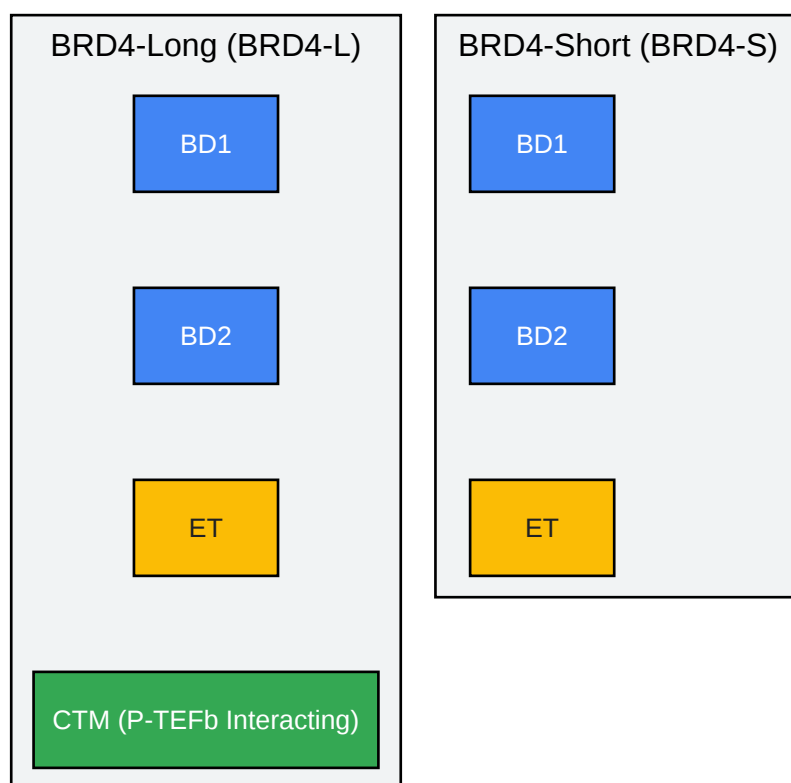 BRD4-Long (BRD4-L)
BD1
BD2
ET
CTM (P-TEFb Interacting)
BRD4-Short (BRD4-S)
BD1
BD2
ET